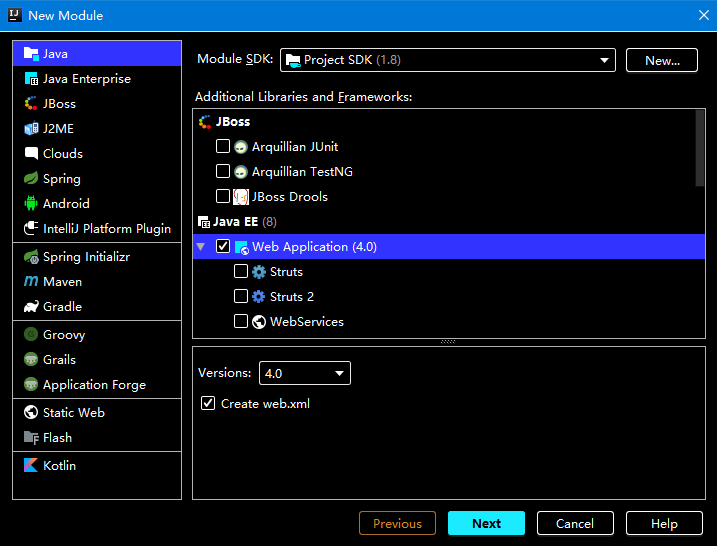 New Module
Java
Java Enterprise
JBoss
J2ME
Clouds
Spring
Android
IntelliJ Platform Plugin
Spring Initializr
Maven
Gradle
Groovy
Grails
Application Forge
Static Web
Flash
Kotlin
Module SDK: Project SDK (1.8) New...
Additional Libraries and Frameworks:
JBoss
Arquillian JUnit
Arquillian TestNG
JBoss Drools
Java EE (8)
Web Application (4.0)
Struts
Struts 2
WebServices
Versions: 4.0
Create web.xml
Previous Next Cancel Help